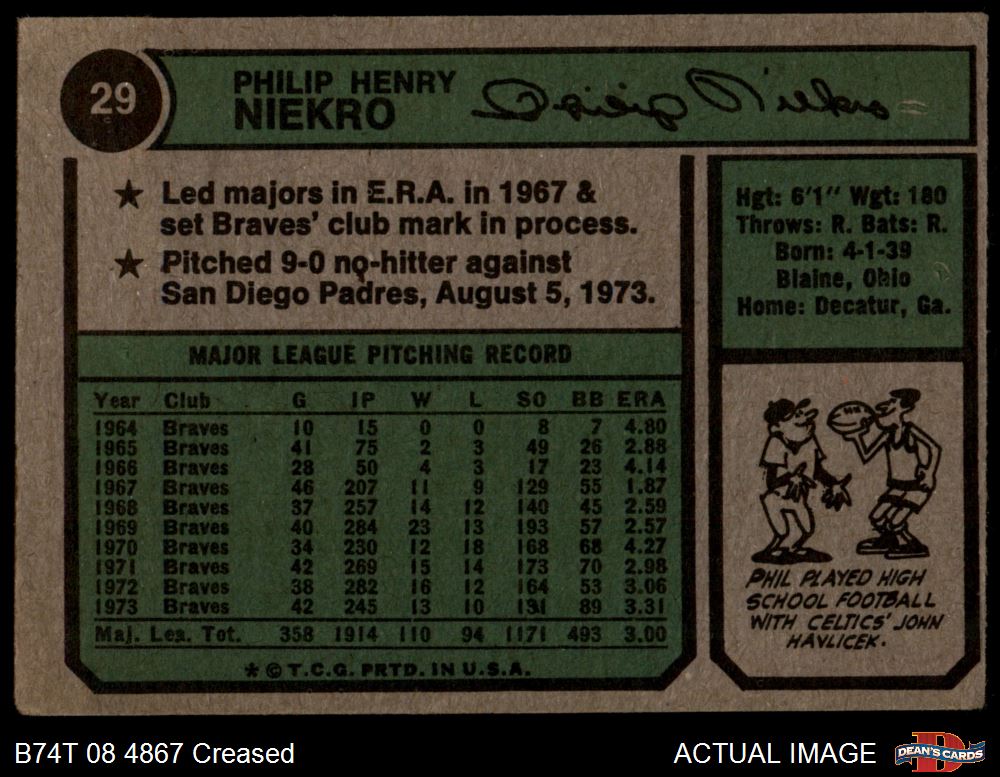 29
PHILIP HENRY
NIEKRO
Philip Niekro
★ Led majors in E.R.A. in 1967 &
set Braves' club mark in process.
★ Pitched 9-0 no-hitter against
San Diego Padres, August 5, 1973.
Hgt: 6'1" Wgt: 180
Throws: R. Bats: R.
Born: 4-1-39
Blaine, Ohio
Home: Decatur, Ga.
MAJOR LEAGUE PITCHING RECORD
Year Club G IP W L SO BB ERA
1964 Braves 10 15 0 0 8 7 4.80
1965 Braves 41 75 2 3 49 26 2.88
1966 Braves 28 50 4 3 17 23 4.14
1967 Braves 46 207 11 9 129 55 1.87
1968 Braves 37 257 14 12 140 45 2.59
1969 Braves 40 284 23 13 193 57 2.57
1970 Braves 34 230 12 18 168 68 4.27
1971 Braves 42 269 15 14 173 70 2.98
1972 Braves 38 282 16 12 164 53 3.06
1973 Braves 42 245 13 10 131 89 3.31
Maj. Lea. Tot. 358 1914 110 94 1171 493 3.00
* © T.C.G. PRTD. IN U.S.A.
PHIL PLAYED HIGH
SCHOOL FOOTBALL
WITH CELTICS' JOHN
HAVLICEK.
B74T 08 4867 Creased
ACTUAL IMAGE
DEAN'S CARDS